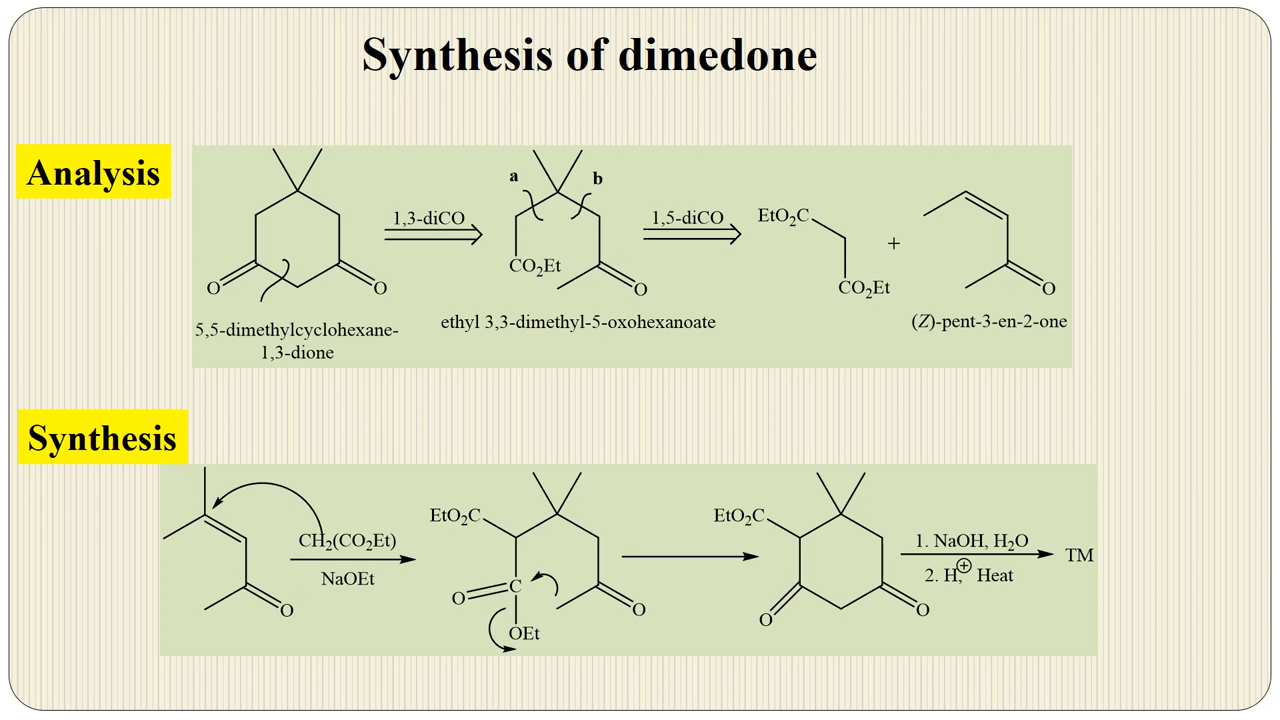 Synthesis of dimedone
Analysis
1,3-diCO
a
b
1,5-diCO
O
O
CO₂Et
O
EtO₂C
CO₂Et
+
O
5,5-dimethylcyclohexane-
1,3-dione
ethyl 3,3-dimethyl-5-oxohexanoate
(Z)-pent-3-en-2-one
Synthesis
O
CH₂(CO₂Et)
NaOEt
EtO₂C
O
C
OEt
O
EtO₂C
O
O
1. NaOH, H₂O
2. H,⊕ Heat
TM